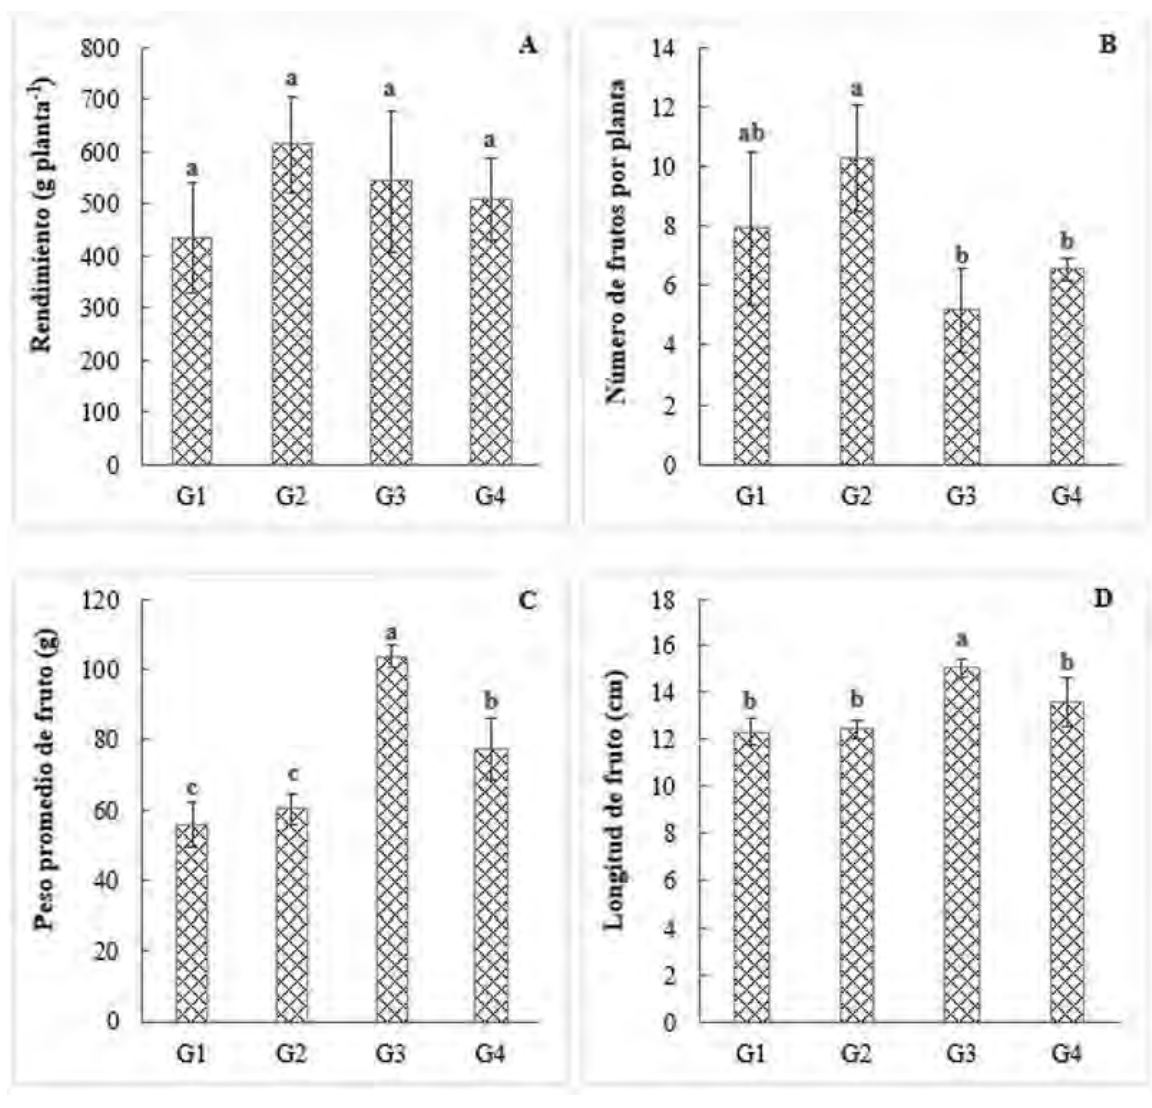 A
Rendimiento (g planta-1)
800
700
600
500
400
300
200
100
0
a
a
a
a
G1 G2 G3 G4
B
Número de frutos por planta
14
12
10
8
6
4
2
0
ab
a
b
b
G1 G2 G3 G4
C
Peso promedio de fruto (g)
120
100
80
60
40
20
0
c
c
a
b
G1 G2 G3 G4
D
Longitud de fruto (cm)
18
16
14
12
10
8
6
4
2
0
b
b
a
b
G1 G2 G3 G4